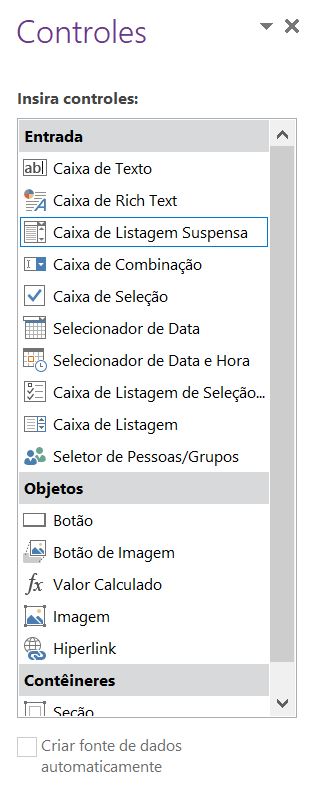 Controles
Insira controles:
Entrada
abl Caixa de Texto
A Caixa de Rich Text
Caixa de Listagem Suspensa
Caixa de Combinação
Caixa de Seleção
Selecionador de Data
Selecionador de Data e Hora
Caixa de Listagem de Seleção...
Caixa de Listagem
Seletor de Pessoas/Grupos
Objetos
Botão
Botão de Imagem
fx Valor Calculado
Imagem
Hiperlink
Contêineres
Seção
Criar fonte de dados
automaticamente